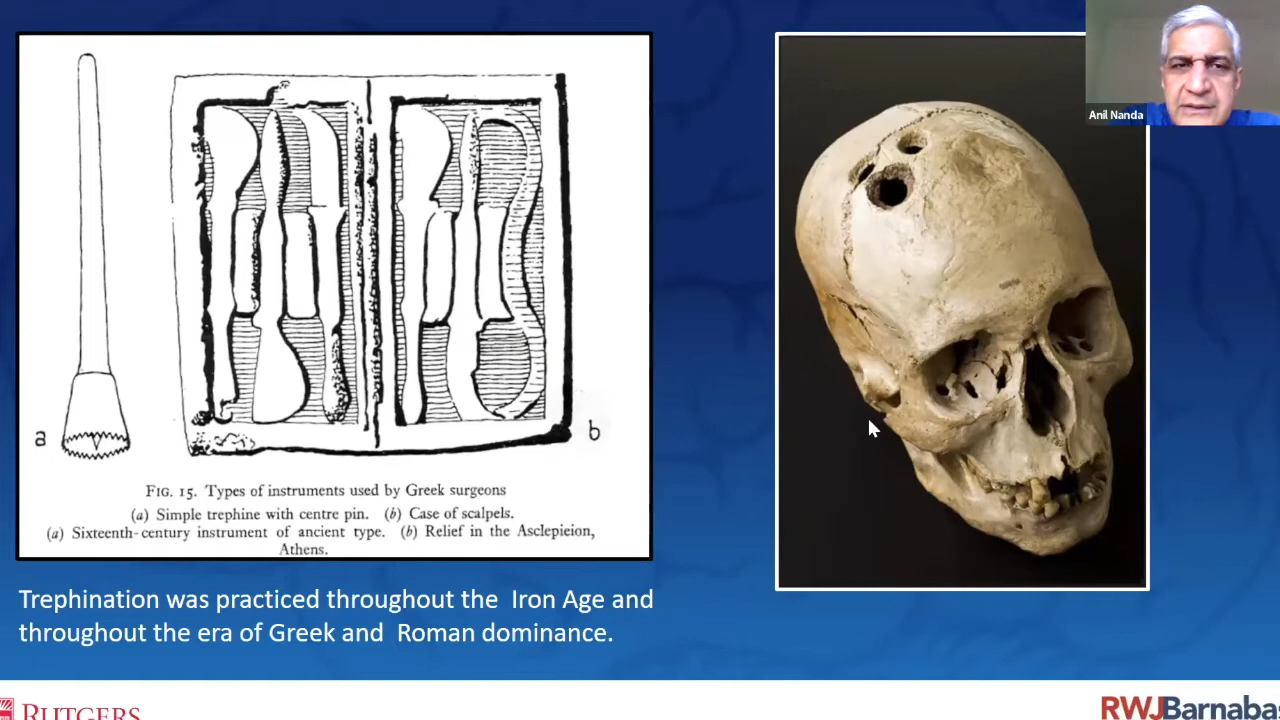 Anil Nanda
a
b
FIG. 15. Types of instruments used by Greek surgeons
(a) Simple trephine with centre pin. (b) Case of scalpels.
(a) Sixteenth-century instrument of ancient type. (b) Relief in the Asclepieion,
Athens.
Trephination was practiced throughout the Iron Age and
throughout the era of Greek and Roman dominance.
RUTGERS
RWJBarnabas